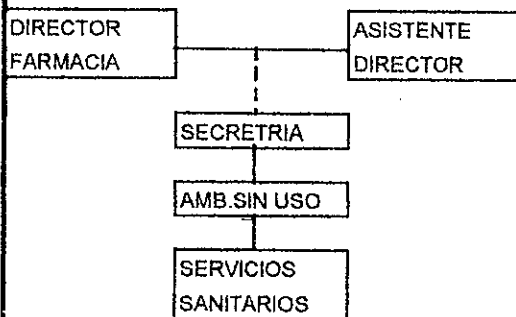 DIRECTOR
FARMACIA
ASISTENTE
DIRECTOR
SECRETRIA
AMB.SIN USO
SERVICIOS
SANITARIOS